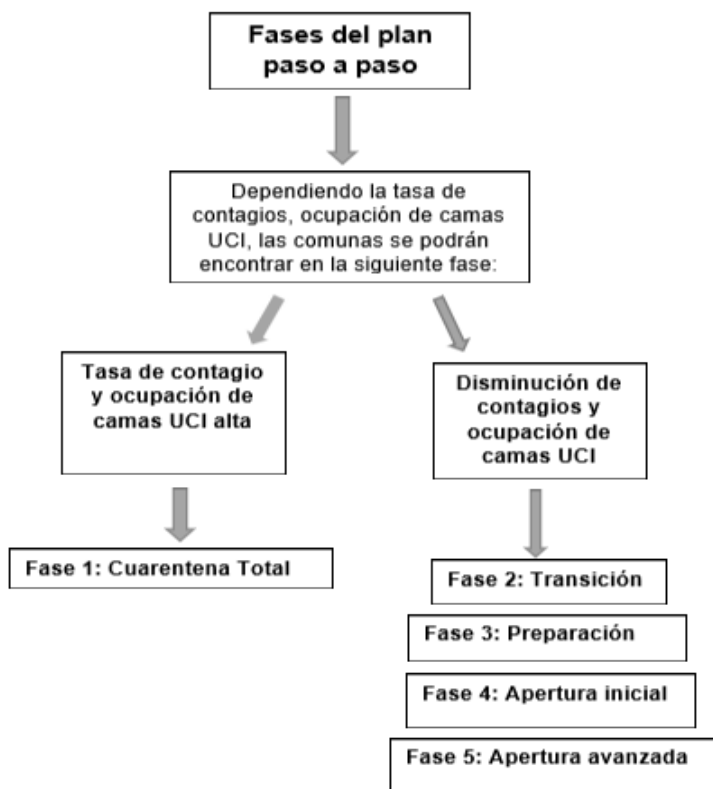 Fases del plan
paso a paso
Dependiendo la tasa de
contagios, ocupación de camas
UCI, las comunas se podrán
encontrar en la siguiente fase:
Tasa de contagio
y ocupación de
camas UCI alta
Disminución de
contagios y
ocupación de
camas UCI
Fase 1: Cuarentena Total
Fase 2: Transición
Fase 3: Preparación
Fase 4: Apertura inicial
Fase 5: Apertura avanzada